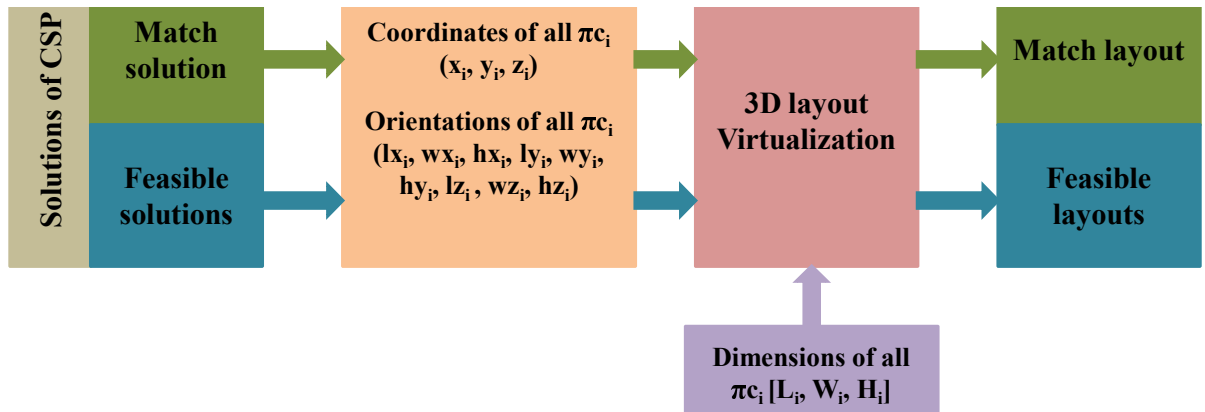 Solutions of CSP
Match
solution
Feasible
solutions
Coordinates of all πcᵢ
(xᵢ, yᵢ, zᵢ)
Orientations of all πcᵢ
(lxᵢ, wxᵢ, hxᵢ, lyᵢ, wyᵢ,
hyᵢ, lzᵢ , wzᵢ, hzᵢ)
3D layout
Virtualization
Match layout
Feasible
layouts
Dimensions of all
πcᵢ [Lᵢ, Wᵢ, Hᵢ]